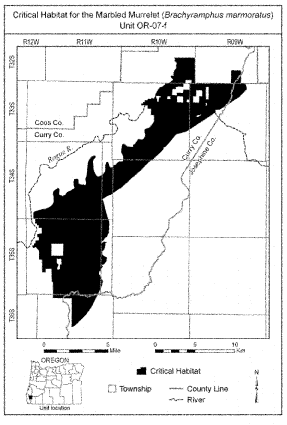 Critical Habitat for the Marbled Murrelet (Brachyramphus marmoratus)
Unit OR-07-f
R12W R11W R10W R09W
T32S
T33S
T34S
T35S
T36S
Coos Co.
Curry Co.
Rogue R.
Curry Co.
Josephine Co.
0 5
Mile
0 5 10
Km
OREGON
Unit location
Critical Habitat
Township
County Line
River
N